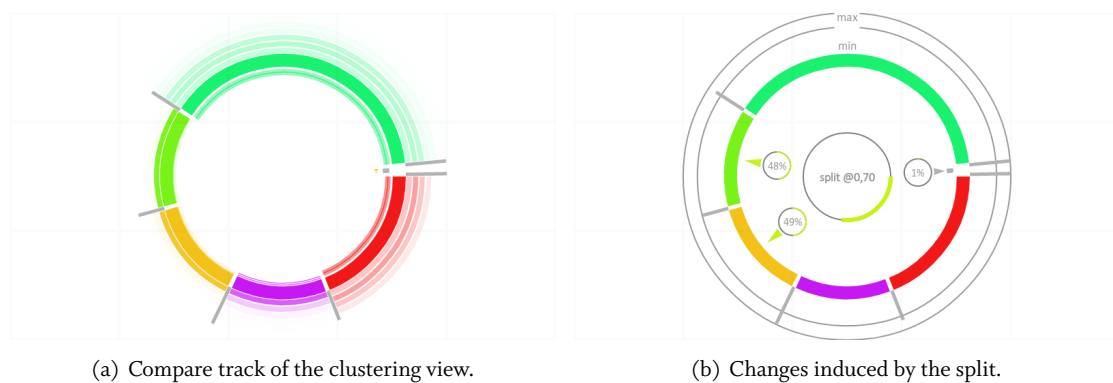 max
min
48%
split @0,70
1%
49%
(a) Compare track of the clustering view.
(b) Changes induced by the split.